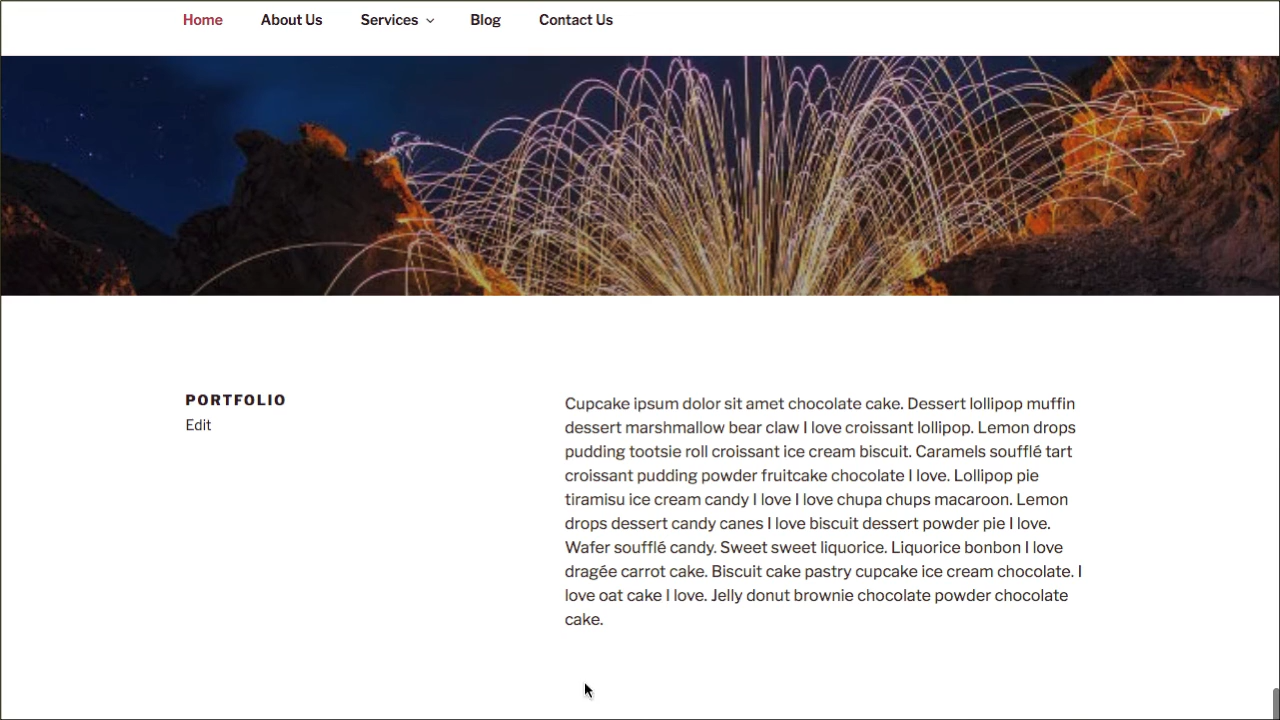 Home About Us Services Blog Contact Us
PORTFOLIO
Edit
Cupcake ipsum dolor sit amet chocolate cake. Dessert lollipop muffin
dessert marshmallow bear claw I love croissant lollipop. Lemon drops
pudding tootsie roll croissant ice cream biscuit. Caramels soufflé tart
croissant pudding powder fruitcake chocolate I love. Lollipop pie
tiramisu ice cream candy I love I love chupa chups macaroon. Lemon
drops dessert candy canes I love biscuit dessert powder pie I love.
Wafer soufflé candy. Sweet sweet liquorice. Liquorice bonbon I love
dragée carrot cake. Biscuit cake pastry cupcake ice cream chocolate. I
love oat cake I love. Jelly donut brownie chocolate powder chocolate
cake.